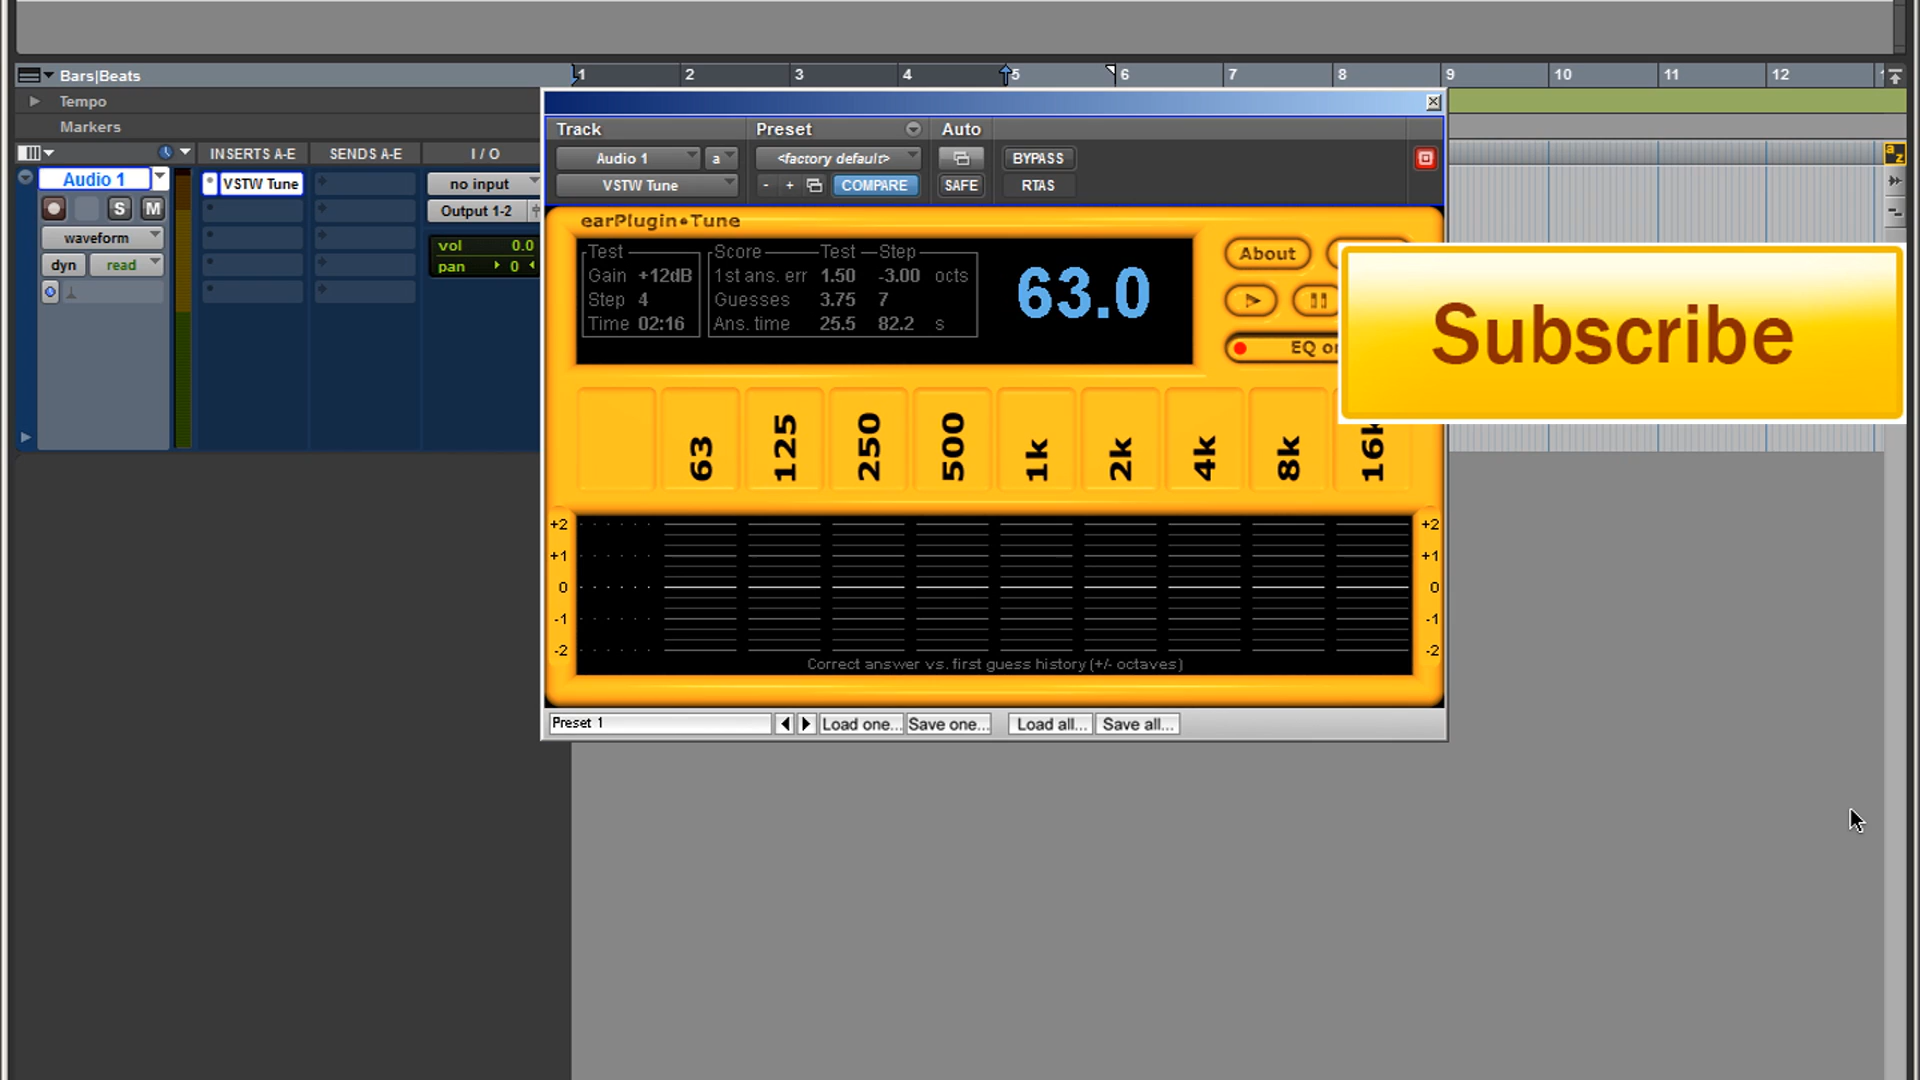 Bars|Beats
1 2 3 4 5 6 7 8 9 10 11 12
Tempo
Markers
INSERTS A-E SENDS A-E I / O
Audio 1
VSTW Tune
no input
S M
Output 1-2
waveform
vol 0.0
dyn read
pan 0
Track Preset Auto
Audio 1 a <factory default> BYPASS
VSTW Tune - + COMPARE SAFE RTAS
earPlugin•Tune
Test Score Test Step
Gain +12dB 1st ans. err 1.50 -3.00 octs
Step 4 Guesses 3.75 7
Time 02:16 Ans. time 25.5 82.2 s
63.0
About
EQ
Subscribe
63 125 250 500 1k 2k 4k 8k 16k
+2 +2
+1 +1
0 0
-1 -1
-2 -2
Correct answer vs. first guess history (+/- octaves)
Preset 1 Load one... Save one... Load all... Save all...
a z